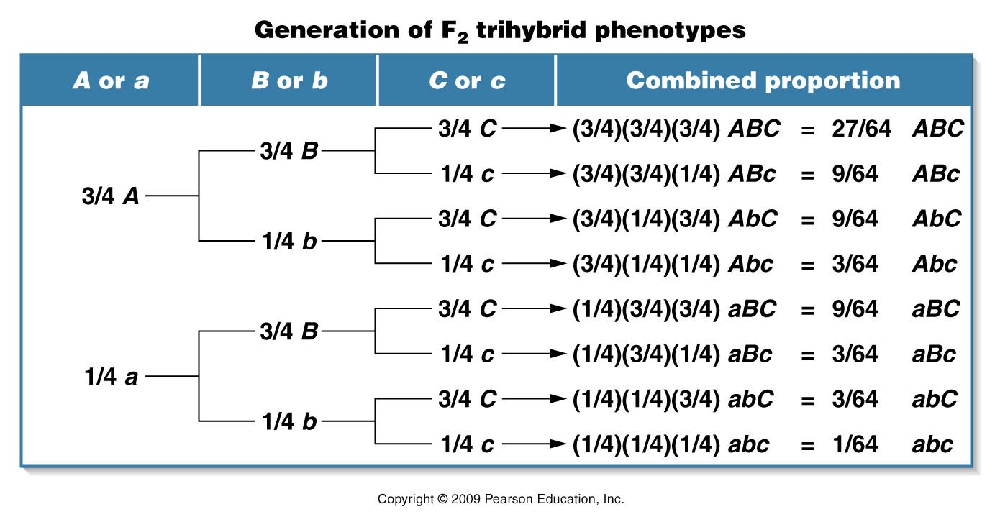 Generation of F2 trihybrid phenotypes
A or a B or b C or c Combined proportion
3/4 C (3/4)(3/4)(3/4) ABC = 27/64 ABC
3/4 B
1/4 c (3/4)(3/4)(1/4) ABc = 9/64 ABc
3/4 A
3/4 C (3/4)(1/4)(3/4) AbC = 9/64 AbC
1/4 b
1/4 c (3/4)(1/4)(1/4) Abc = 3/64 Abc
3/4 C (1/4)(3/4)(3/4) aBC = 9/64 aBC
3/4 B
1/4 c (1/4)(3/4)(1/4) aBc = 3/64 aBc
1/4 a
3/4 C (1/4)(1/4)(3/4) abC = 3/64 abC
1/4 b
1/4 c (1/4)(1/4)(1/4) abc = 1/64 abc
Copyright © 2009 Pearson Education, Inc.